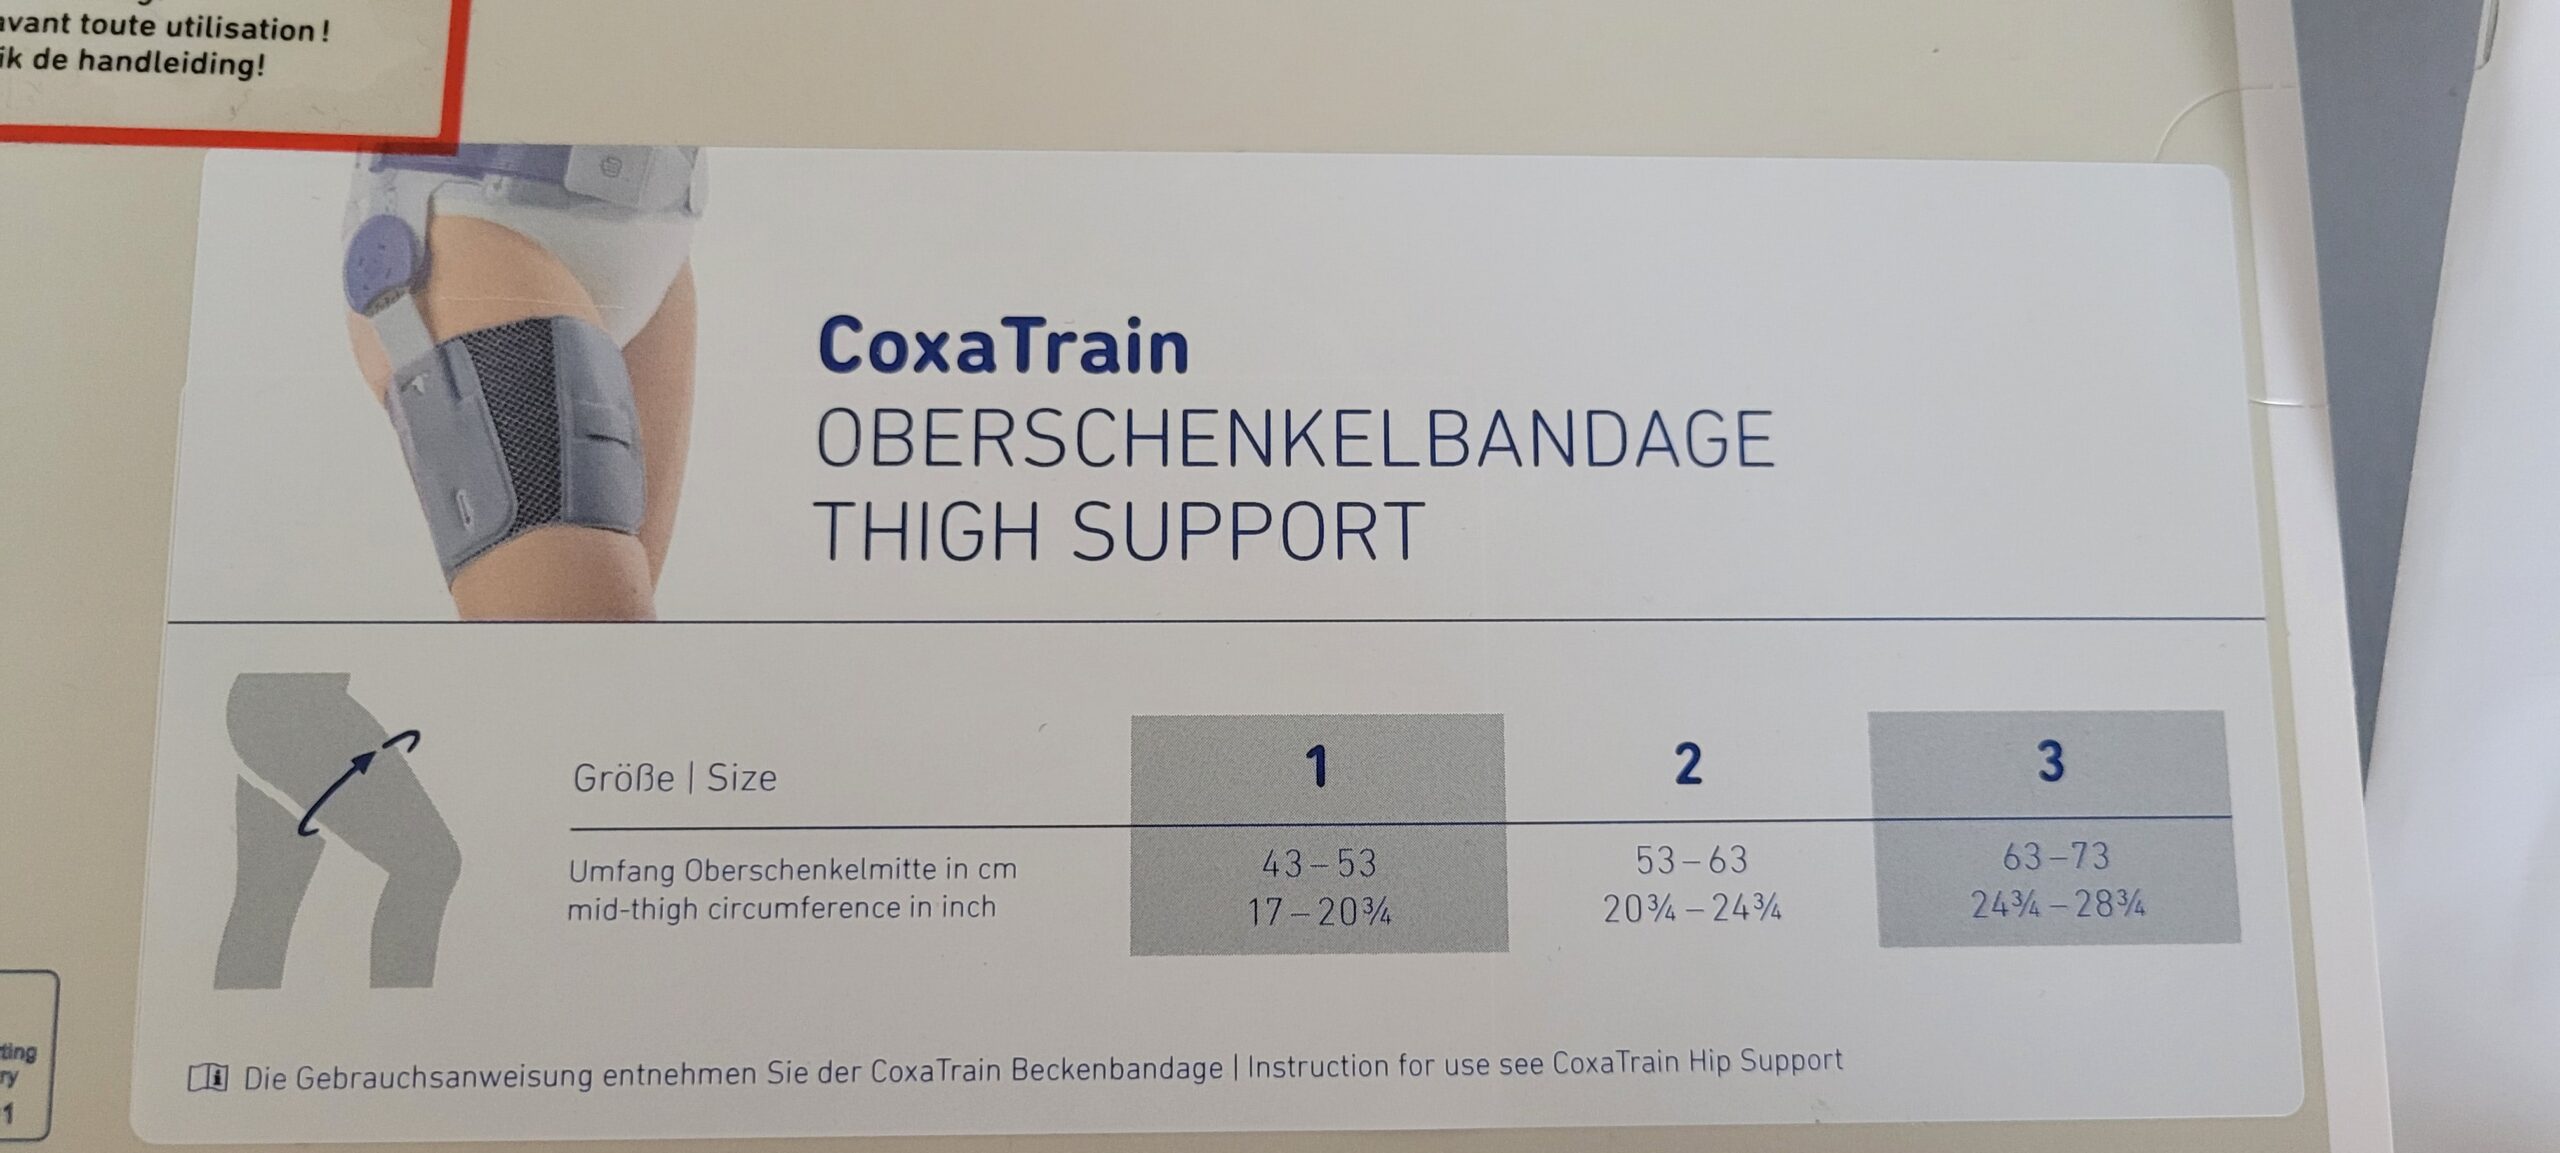 avant toute utilisation!
de handleiding!
CoxaTrain
OBERSCHENKELBANDAGE
THIGH SUPPORT
Größe | Size
1
2
3
Umfang Oberschenkelmitte in cm
43 – 53
53 – 63
63 – 73
mid-thigh circumference in inch
17 – 20¾
20¾ – 24¾
24¾ – 28¾
Die Gebrauchsanweisung entnehmen Sie der CoxaTrain Beckenbandage | Instruction for use see CoxaTrain Hip Support
1